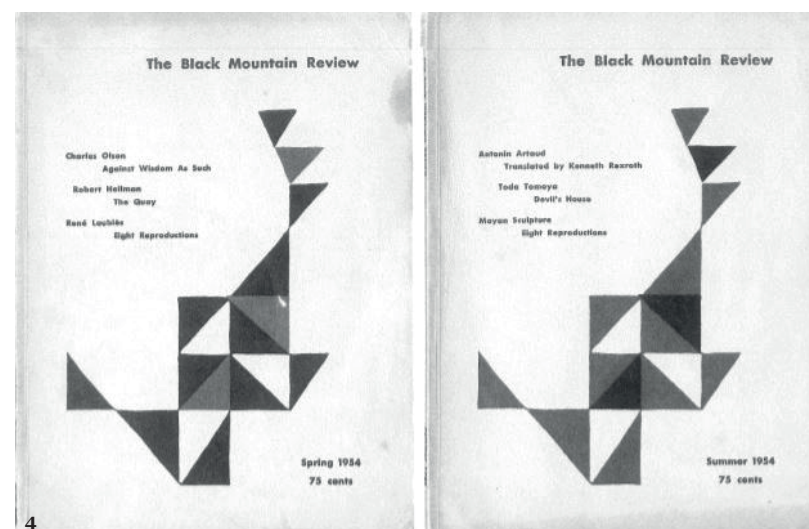 The Black Mountain Review
Charles Olson
Against Wisdom As Such
Robert Hellman
The Quay
René Laubiès
Eight Reproductions
Spring 1954
75 cents
The Black Mountain Review
Antonin Artaud
Translated by Kenneth Rexroth
Toda Tomoya
Devil's House
Mayan Sculpture
Eight Reproductions
Summer 1954
75 cents
4